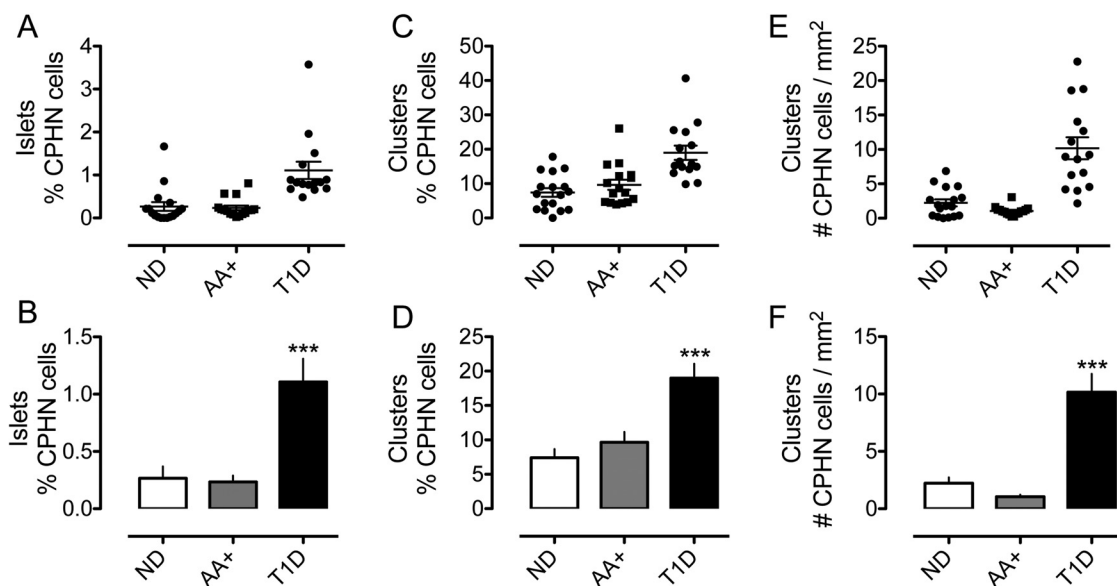 A
Islets
% CPHN cells
4
3
2
1
0
ND
AA+
T1D
C
Clusters
% CPHN cells
50
40
30
20
10
0
ND
AA+
T1D
E
Clusters
# CPHN cells / mm²
25
20
15
10
5
0
ND
AA+
T1D
B
Islets
% CPHN cells
1.5
1.0
0.5
0.0
***
ND
AA+
T1D
D
Clusters
% CPHN cells
25
20
15
10
5
0
***
ND
AA+
T1D
F
Clusters
# CPHN cells / mm²
15
10
5
0
***
ND
AA+
T1D